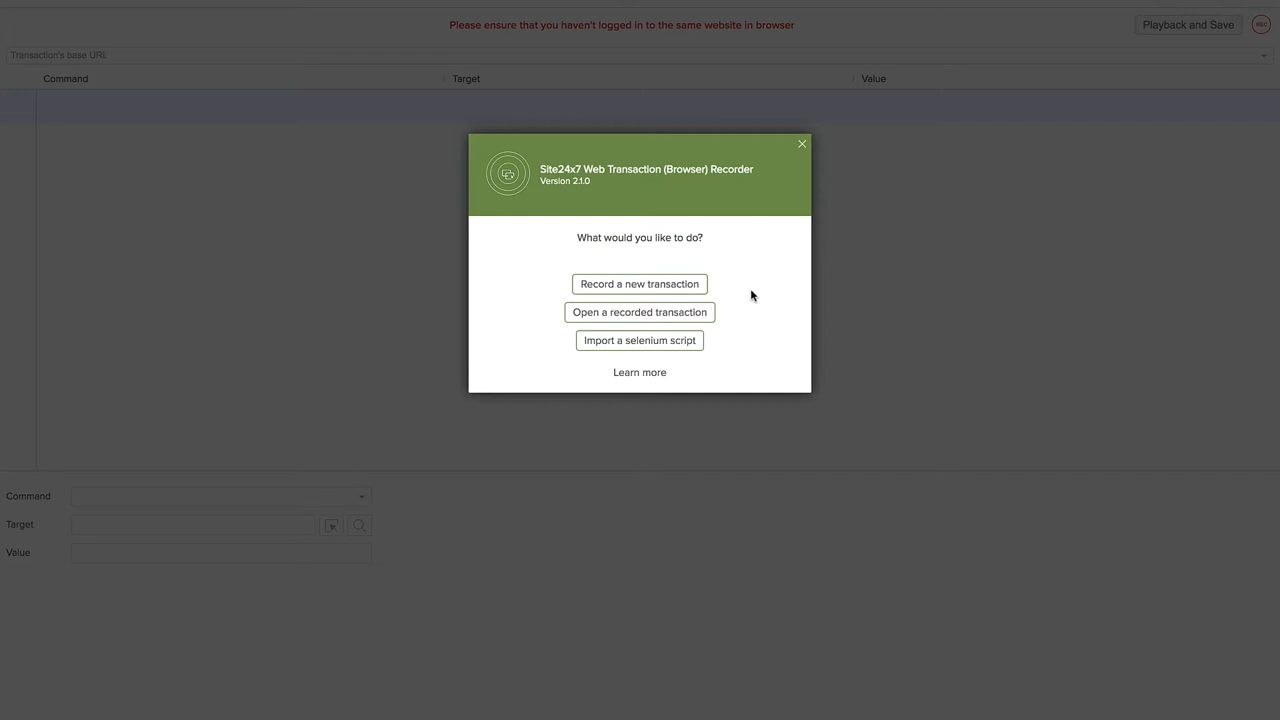 Please ensure that you haven't logged in to the same website in browser
Playback and Save
REC
Transaction's base URL
Command
Target
Value
Site24x7 Web Transaction (Browser) Recorder
Version 2.1.0
What would you like to do?
Record a new transaction
Open a recorded transaction
Import a selenium script
Learn more
Command
Target
Value